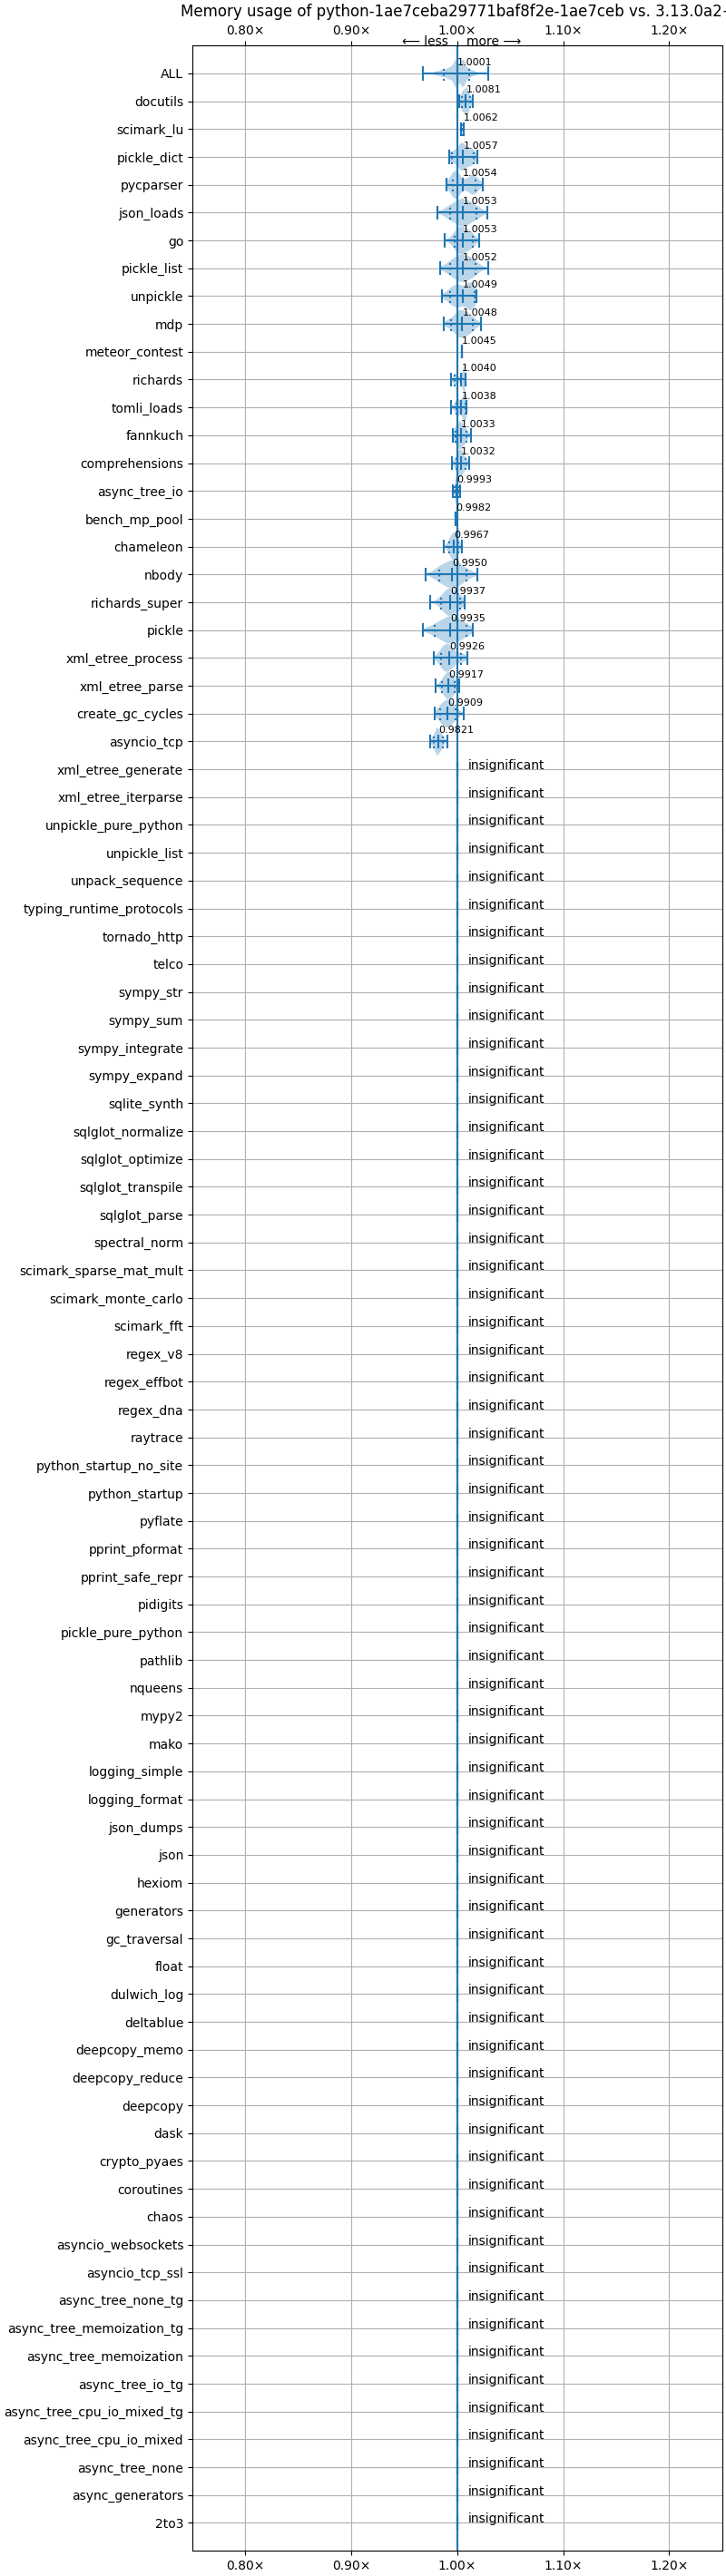 Memory usage of python-1ae7ceba29771baf8f2e-1ae7ceb vs. 3.13.0a2-
0.80× 0.90× 1.00× 1.10× 1.20×
⟵ less more ⟶
ALL 1.0001
docutils 1.0081
scimark_lu 1.0062
pickle_dict 1.0057
pycparser 1.0054
json_loads 1.0053
go 1.0053
pickle_list 1.0052
unpickle 1.0049
mdp 1.0048
meteor_contest 1.0045
richards 1.0040
tomli_loads 1.0038
fannkuch 1.0033
comprehensions 1.0032
async_tree_io 0.9993
bench_mp_pool 0.9982
chameleon 0.9967
nbody 0.9950
richards_super 0.9937
pickle 0.9935
xml_etree_process 0.9926
xml_etree_parse 0.9917
create_gc_cycles 0.9909
asyncio_tcp 0.9821
xml_etree_generate insignificant
xml_etree_iterparse insignificant
unpickle_pure_python insignificant
unpickle_list insignificant
unpack_sequence insignificant
typing_runtime_protocols insignificant
tornado_http insignificant
telco insignificant
sympy_str insignificant
sympy_sum insignificant
sympy_integrate insignificant
sympy_expand insignificant
sqlite_synth insignificant
sqlglot_normalize insignificant
sqlglot_optimize insignificant
sqlglot_transpile insignificant
sqlglot_parse insignificant
spectral_norm insignificant
scimark_sparse_mat_mult insignificant
scimark_monte_carlo insignificant
scimark_fft insignificant
regex_v8 insignificant
regex_effbot insignificant
regex_dna insignificant
raytrace insignificant
python_startup_no_site insignificant
python_startup insignificant
pyflate insignificant
pprint_pformat insignificant
pprint_safe_repr insignificant
pidigits insignificant
pickle_pure_python insignificant
pathlib insignificant
nqueens insignificant
mypy2 insignificant
mako insignificant
logging_simple insignificant
logging_format insignificant
json_dumps insignificant
json insignificant
hexiom insignificant
generators insignificant
gc_traversal insignificant
float insignificant
dulwich_log insignificant
deltablue insignificant
deepcopy_memo insignificant
deepcopy_reduce insignificant
deepcopy insignificant
dask insignificant
crypto_pyaes insignificant
coroutines insignificant
chaos insignificant
asyncio_websockets insignificant
asyncio_tcp_ssl insignificant
async_tree_none_tg insignificant
async_tree_memoization_tg insignificant
async_tree_memoization insignificant
async_tree_io_tg insignificant
async_tree_cpu_io_mixed_tg insignificant
async_tree_cpu_io_mixed insignificant
async_tree_none insignificant
async_generators insignificant
2to3 insignificant
0.80× 0.90× 1.00× 1.10× 1.20×